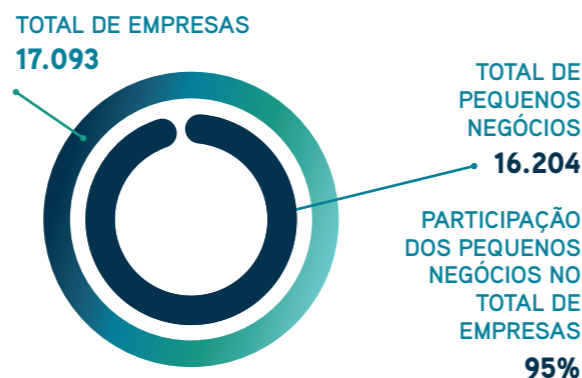 TOTAL DE EMPRESAS
17.093
TOTAL DE
PEQUENOS
NEGÓCIOS
16.204
PARTICIPAÇÃO
DOS PEQUENOS
NEGÓCIOS NO
TOTAL DE
EMPRESAS
95%